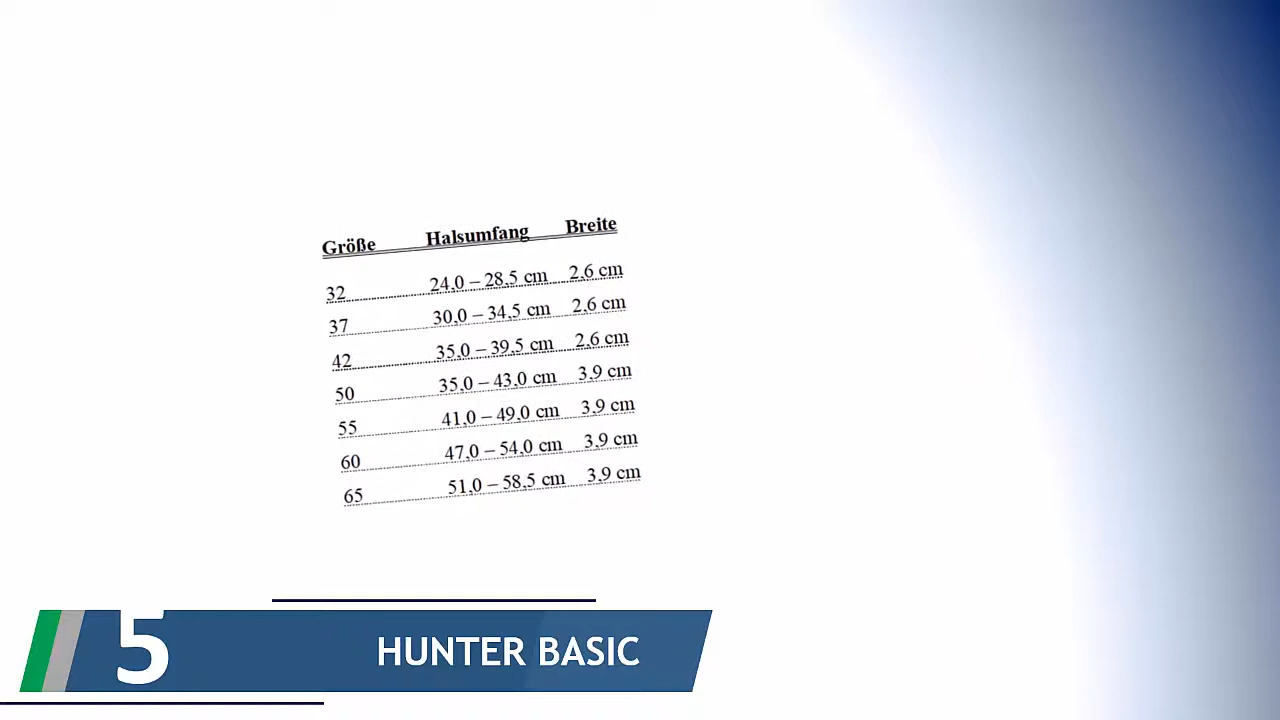 Größe Halsumfang Breite
32 24,0 – 28,5 cm 2,6 cm
37 30,0 – 34,5 cm 2,6 cm
42 35,0 – 39,5 cm 2,6 cm
50 35,0 – 43,0 cm 3,9 cm
55 41,0 – 49,0 cm 3,9 cm
60 47,0 – 54,0 cm 3,9 cm
65 51,0 – 58,5 cm 3,9 cm
5 HUNTER BASIC